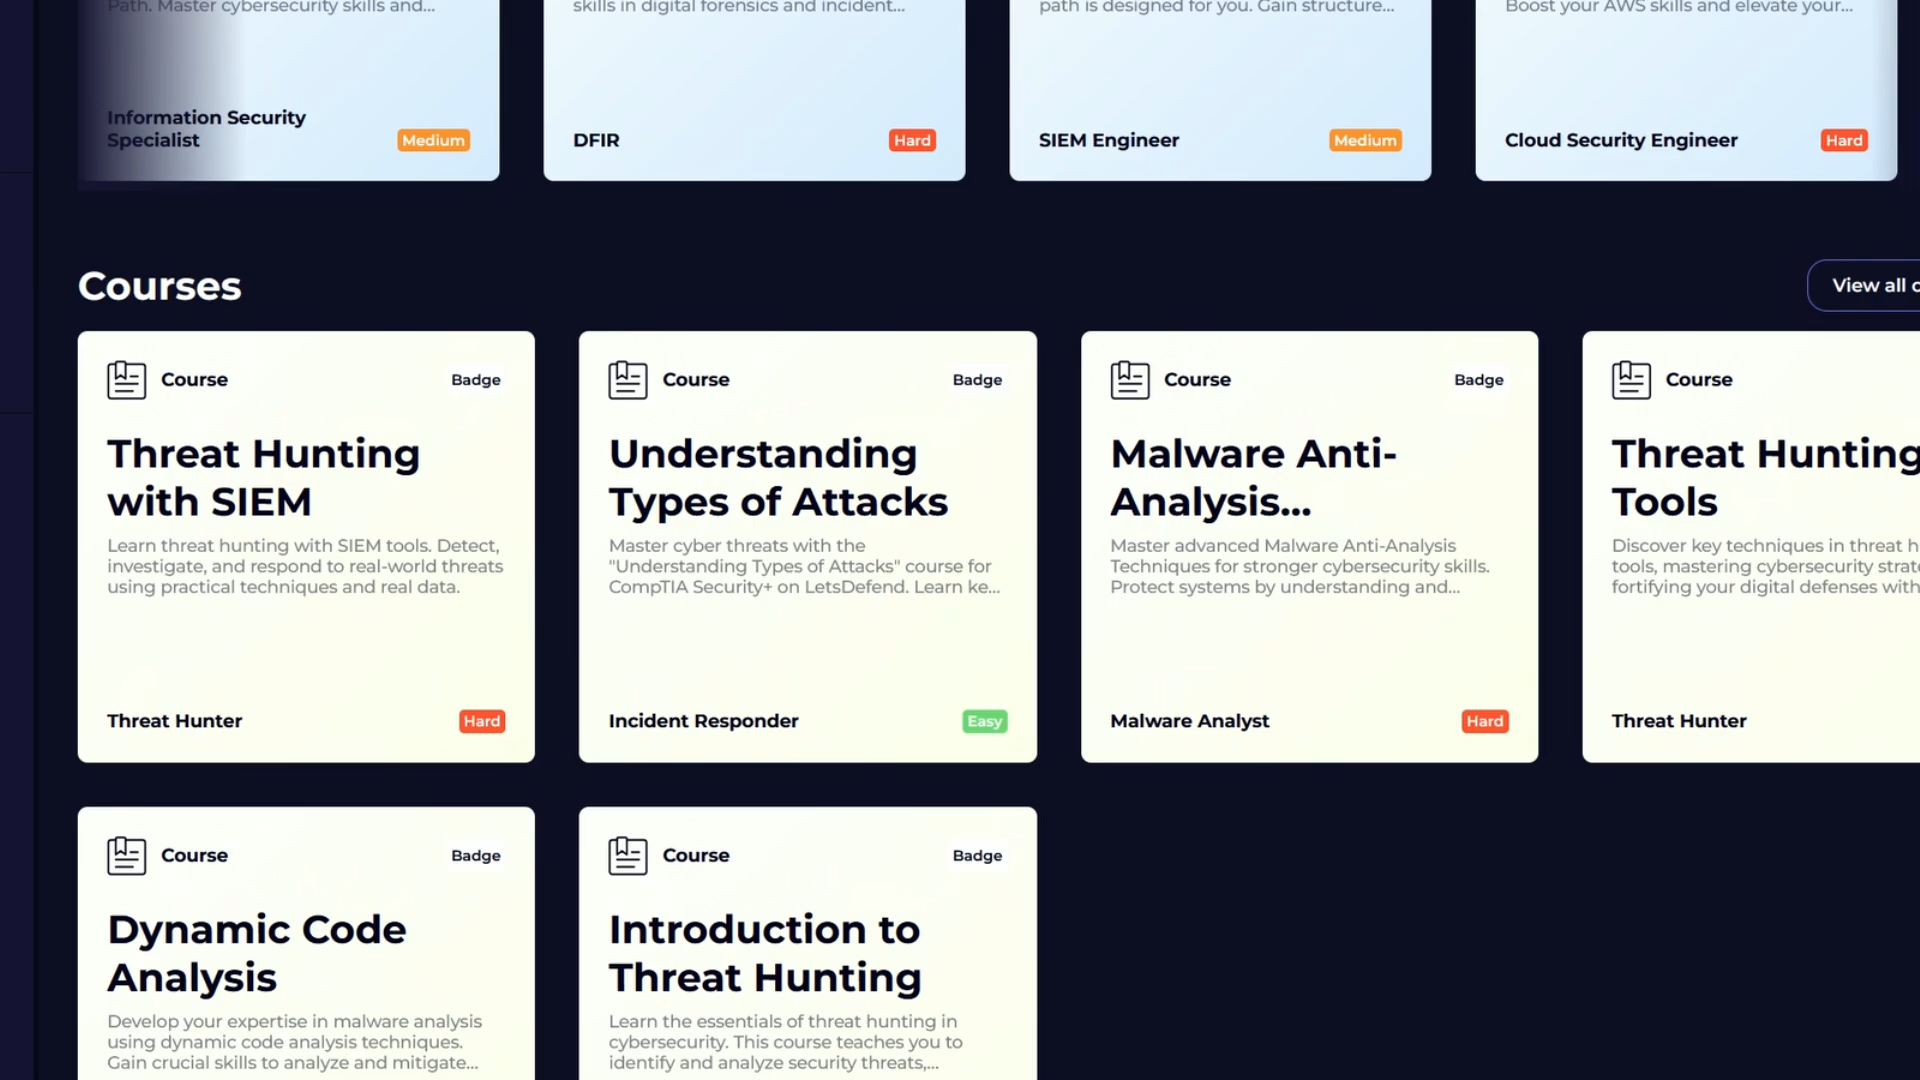 Path. Master cybersecurity skills and...
Information Security
Specialist
Medium
skills in digital forensics and incident...
DFIR
Hard
path is designed for you. Gain structure...
SIEM Engineer
Medium
Boost your AWS skills and elevate your...
Cloud Security Engineer
Hard
Courses
View all
Course
Badge
Threat Hunting
with SIEM
Learn threat hunting with SIEM tools. Detect,
investigate, and respond to real-world threats
using practical techniques and real data.
Threat Hunter
Hard
Course
Badge
Understanding
Types of Attacks
Master cyber threats with the
"Understanding Types of Attacks" course for
CompTIA Security+ on LetsDefend. Learn ke...
Incident Responder
Easy
Course
Badge
Malware Anti-
Analysis...
Master advanced Malware Anti-Analysis
Techniques for stronger cybersecurity skills.
Protect systems by understanding and...
Malware Analyst
Hard
Course
Threat Hunting
Tools
Discover key techniques in threat
tools, mastering cybersecurity
fortifying your digital defenses with
Threat Hunter
Course
Badge
Dynamic Code
Analysis
Develop your expertise in malware analysis
using dynamic code analysis techniques.
Gain crucial skills to analyze and mitigate...
Course
Badge
Introduction to
Threat Hunting
Learn the essentials of threat hunting in
cybersecurity. This course teaches you to
identify and analyze security threats,...